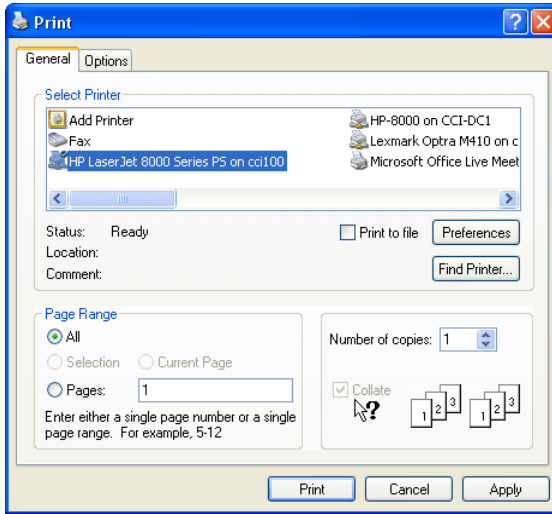 Print
General Options
Select Printer
Add Printer HP-8000 on CCI-DC1
Fax Lexmark Optra M410 on c
HP LaserJet 8000 Series PS on cci100 Microsoft Office Live Meet
Status: Ready Print to file Preferences
Location:
Comment: Find Printer...
Page Range
All Number of copies: 1
Selection Current Page
Pages: 1 Collate
Enter either a single page number or a single
page range. For example, 5-12
1 2 3 1 2 3
Print Cancel Apply